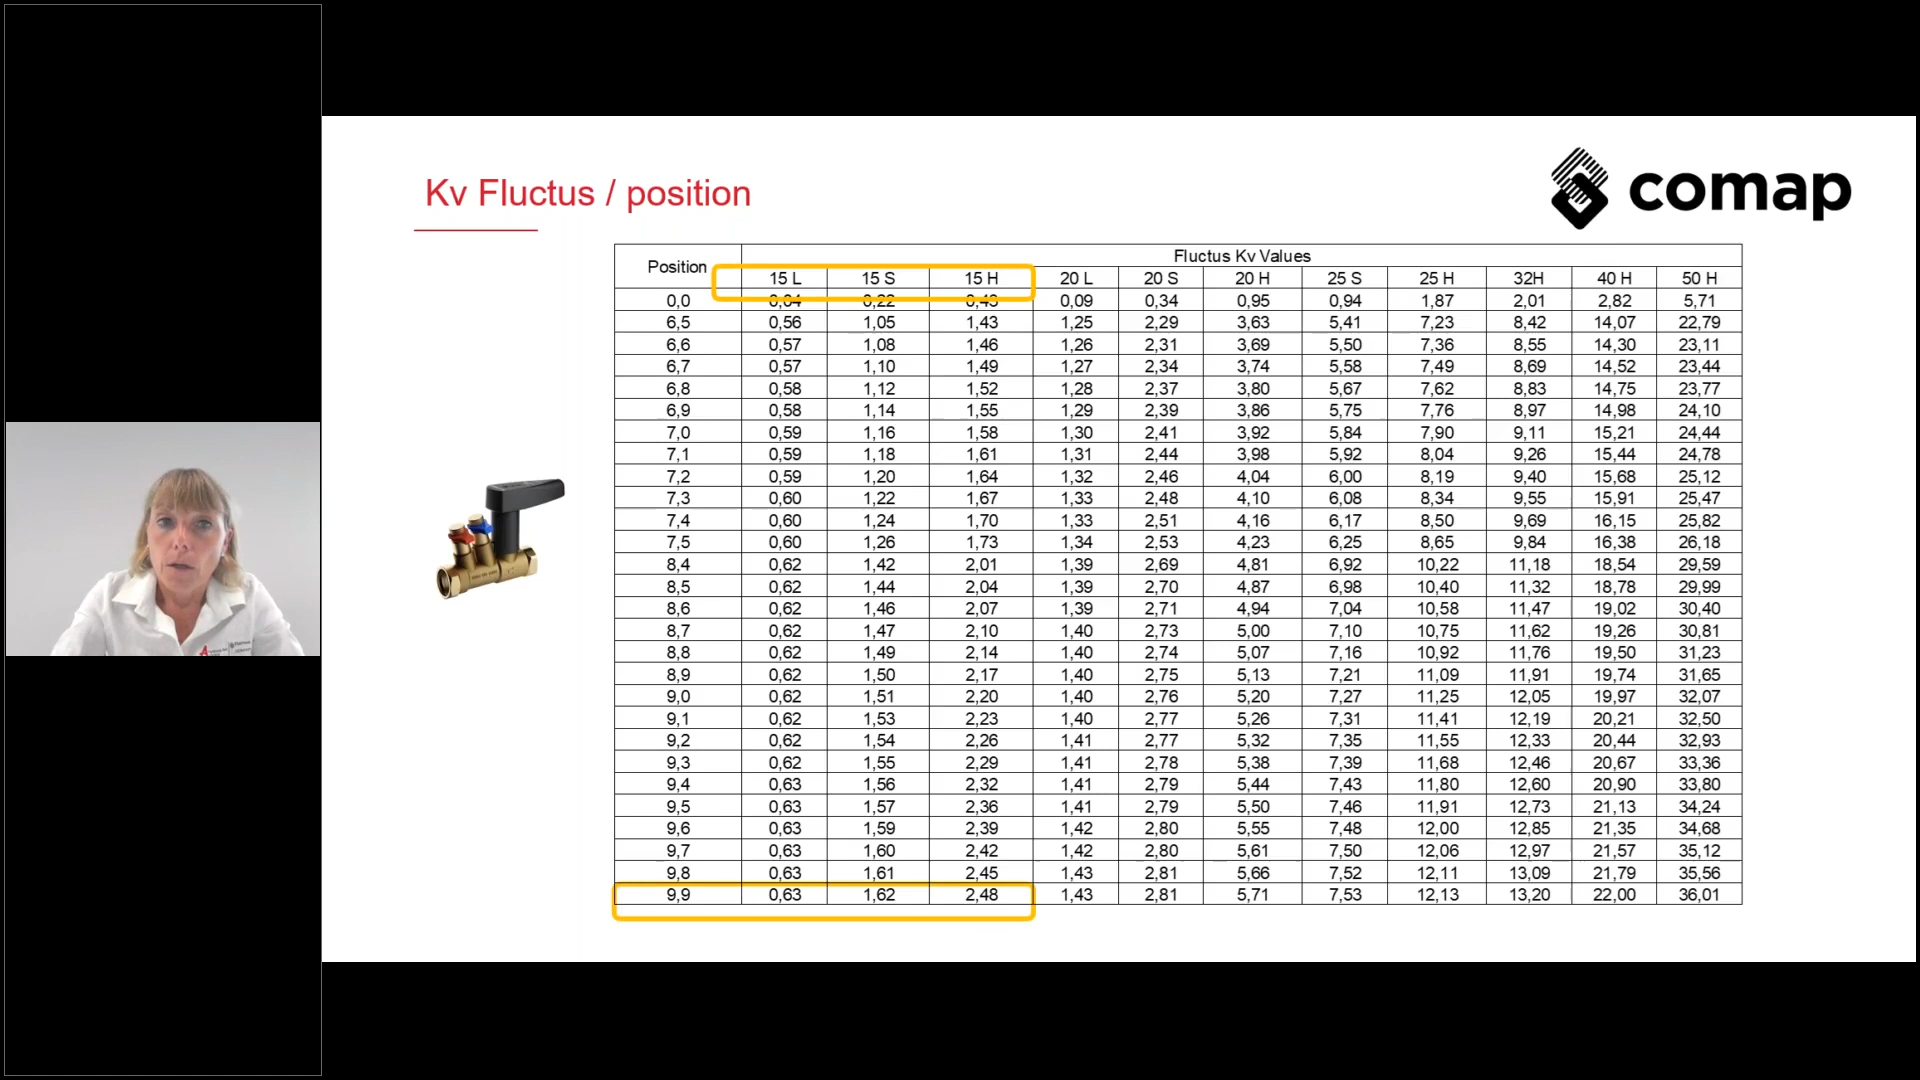 Kv Fluctus / position
comap
Position Fluctus Kv Values
15 L 15 S 15 H 20 L 20 S 20 H 25 S 25 H 32H 40 H 50 H
0,0 0,04 0,22 0,43 0,09 0,34 0,95 0,94 1,87 2,01 2,82 5,71
6,5 0,56 1,05 1,43 1,25 2,29 3,63 5,41 7,23 8,42 14,07 22,79
6,6 0,57 1,08 1,46 1,26 2,31 3,69 5,50 7,36 8,55 14,30 23,11
6,7 0,57 1,10 1,49 1,27 2,34 3,74 5,58 7,49 8,69 14,52 23,44
6,8 0,58 1,12 1,52 1,28 2,37 3,80 5,67 7,62 8,83 14,75 23,77
6,9 0,58 1,14 1,55 1,29 2,39 3,86 5,75 7,76 8,97 14,98 24,10
7,0 0,59 1,16 1,58 1,30 2,41 3,92 5,84 7,90 9,11 15,21 24,44
7,1 0,59 1,18 1,61 1,31 2,44 3,98 5,92 8,04 9,26 15,44 24,78
7,2 0,59 1,20 1,64 1,32 2,46 4,04 6,00 8,19 9,40 15,68 25,12
7,3 0,60 1,22 1,67 1,33 2,48 4,10 6,08 8,34 9,55 15,91 25,47
7,4 0,60 1,24 1,70 1,33 2,51 4,16 6,17 8,50 9,69 16,15 25,82
7,5 0,60 1,26 1,73 1,34 2,53 4,23 6,25 8,65 9,84 16,38 26,18
8,4 0,62 1,42 2,01 1,39 2,69 4,81 6,92 10,22 11,18 18,54 29,59
8,5 0,62 1,44 2,04 1,39 2,70 4,87 6,98 10,40 11,32 18,78 29,99
8,6 0,62 1,46 2,07 1,39 2,71 4,94 7,04 10,58 11,47 19,02 30,40
8,7 0,62 1,47 2,10 1,40 2,73 5,00 7,10 10,75 11,62 19,26 30,81
8,8 0,62 1,49 2,14 1,40 2,74 5,07 7,16 10,92 11,76 19,50 31,23
8,9 0,62 1,50 2,17 1,40 2,75 5,13 7,21 11,09 11,91 19,74 31,65
9,0 0,62 1,51 2,20 1,40 2,76 5,20 7,27 11,25 12,05 19,97 32,07
9,1 0,62 1,53 2,23 1,40 2,77 5,26 7,31 11,41 12,19 20,21 32,50
9,2 0,62 1,54 2,26 1,41 2,77 5,32 7,35 11,55 12,33 20,44 32,93
9,3 0,62 1,55 2,29 1,41 2,78 5,38 7,39 11,68 12,46 20,67 33,36
9,4 0,63 1,56 2,32 1,41 2,79 5,44 7,43 11,80 12,60 20,90 33,80
9,5 0,63 1,57 2,36 1,41 2,79 5,50 7,46 11,91 12,73 21,13 34,24
9,6 0,63 1,59 2,39 1,42 2,80 5,55 7,48 12,00 12,85 21,35 34,68
9,7 0,63 1,60 2,42 1,42 2,80 5,61 7,50 12,06 12,97 21,57 35,12
9,8 0,63 1,61 2,45 1,43 2,81 5,66 7,52 12,11 13,09 21,79 35,56
9,9 0,63 1,62 2,48 1,43 2,81 5,71 7,53 12,13 13,20 22,00 36,01